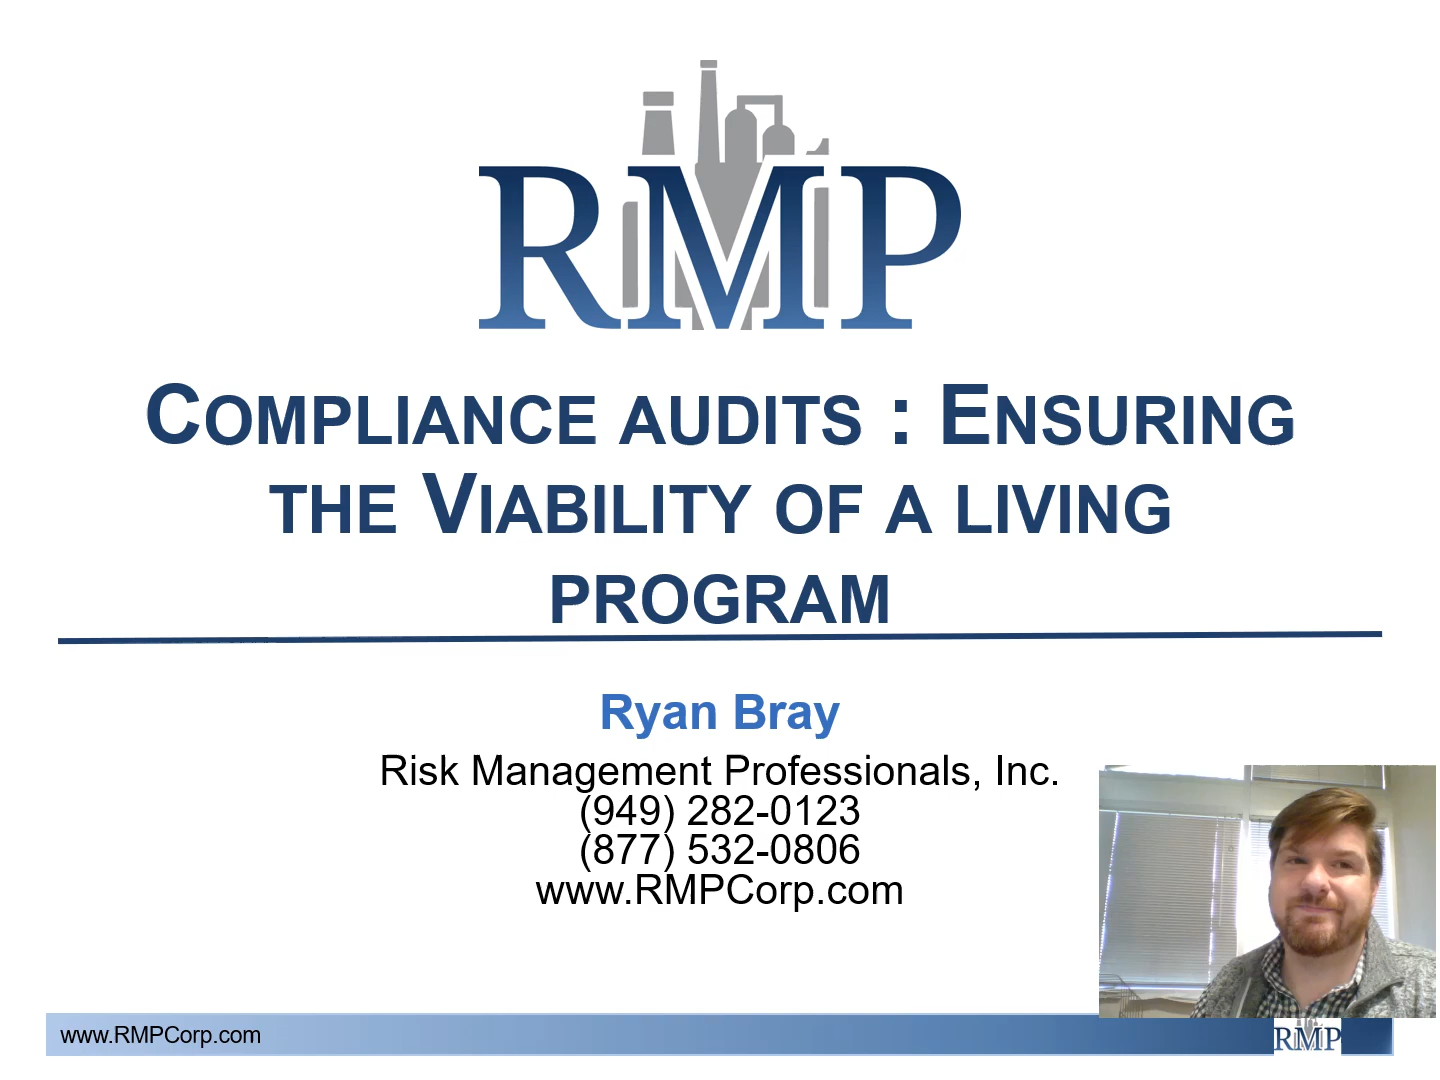 RMP
COMPLIANCE AUDITS : ENSURING
THE VIABILITY OF A LIVING
PROGRAM
Ryan Bray
Risk Management Professionals, Inc.
(949) 282-0123
(877) 532-0806
www.RMPCorp.com
www.RMPCorp.com
RMP